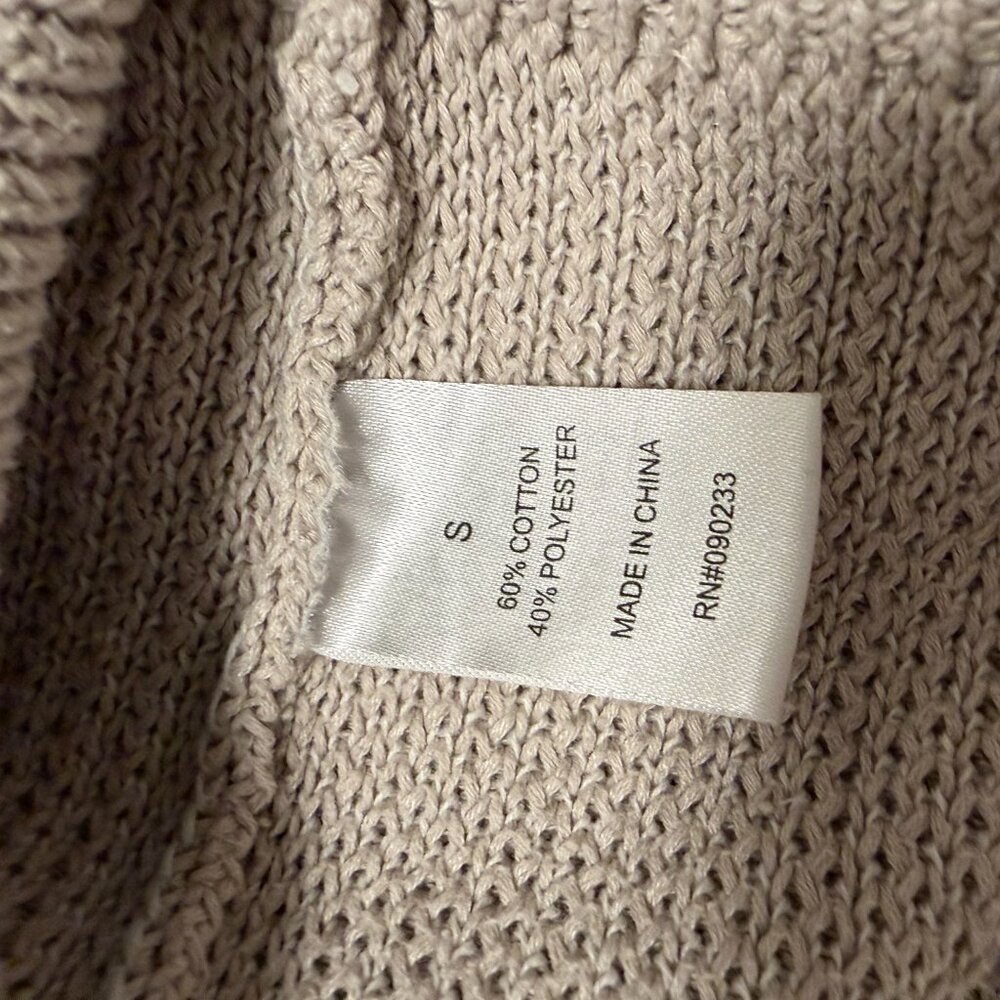 S
60% COTTON
40% POLYESTER
MADE IN CHINA
RN#090233